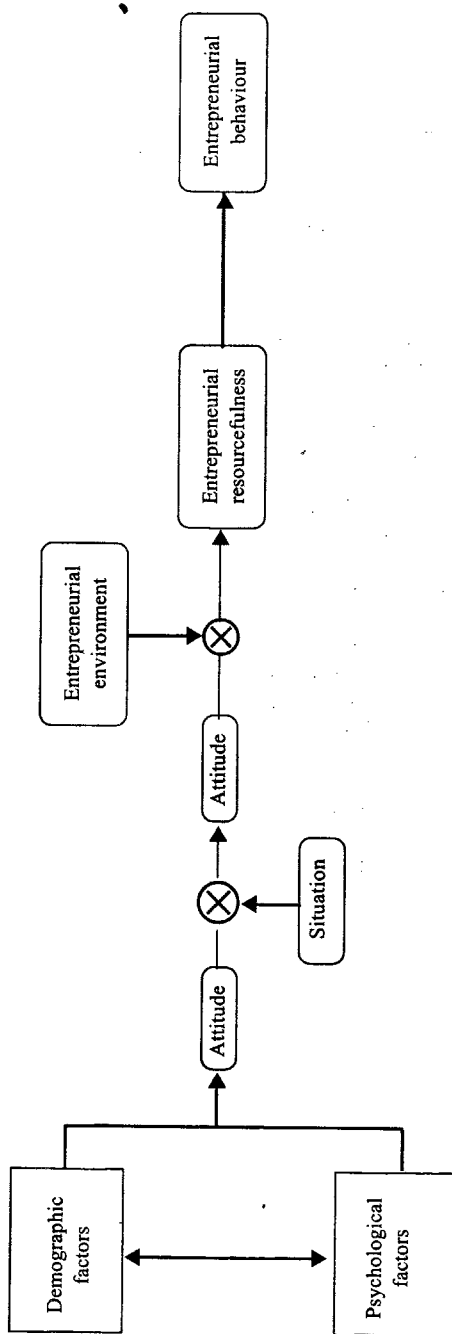 Demographic
factors
Psychological
factors
Attitude
Situation
Attitude
Entrepreneurial
environment
Entrepreneurial
resourcefulness
Entrepreneurial
behaviour